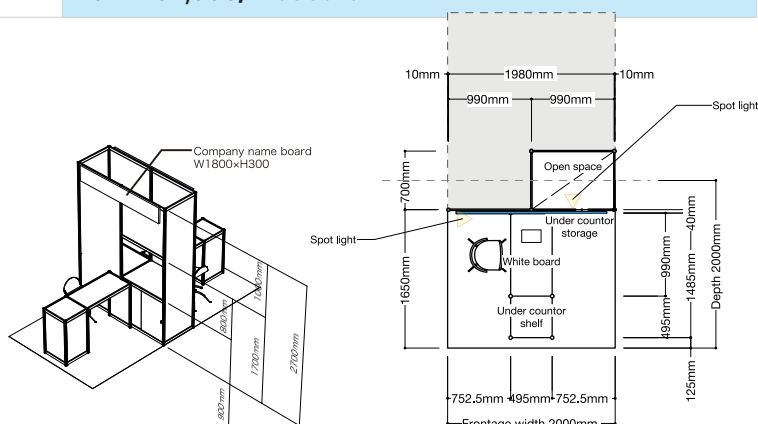 Company name board
W1800×H300
1000mm
800mm
1700mm
2700mm
900mm
10mm
1980mm
10mm
990mm
990mm
Spot light
Open space
700mm
Under countor
storage
Spot light
White board
1650mm
Under countor
shelf
40mm
990mm
1485mm
Depth 2000mm
495mm
125mm
752.5mm
495mm
752.5mm
Frontage width 2000mm